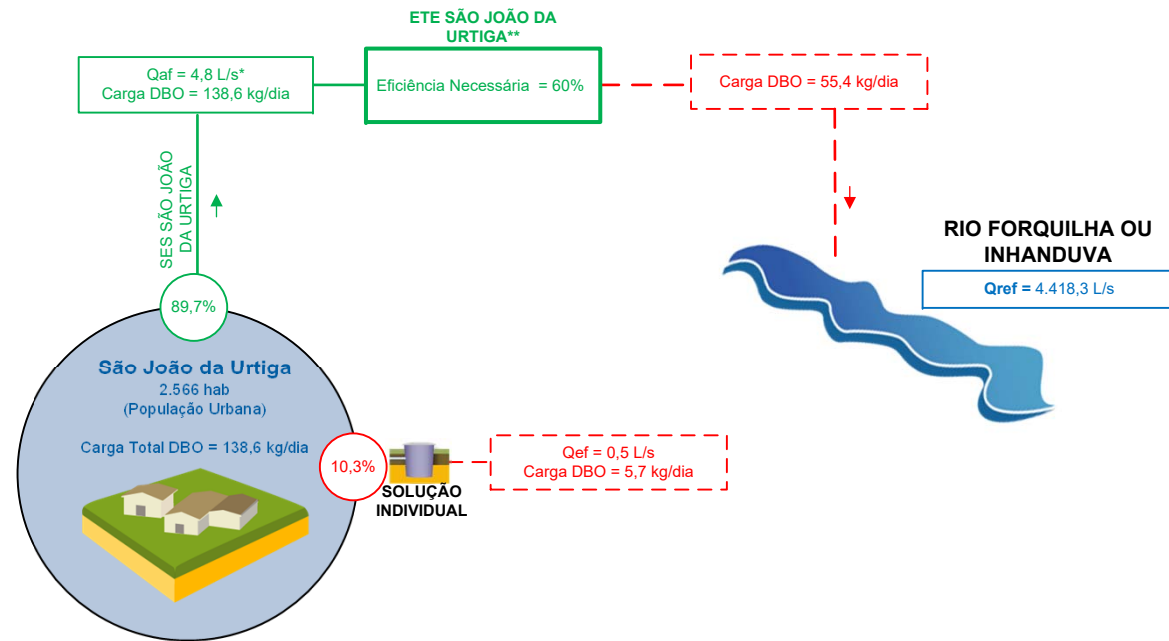 ETE SÃO JOÃO DA
URTIGA**
Qaf = 4,8 L/s*
Carga DBO = 138,6 kg/dia
Eficiência Necessária = 60%
Carga DBO = 55,4 kg/dia
SES SÃO JOÃO
DA URTIGA
RIO FORQUILHA OU
INHANDUVA
Qref = 4.418,3 L/s
89,7%
São João da Urtiga
2.566 hab
(População Urbana)
Carga Total DBO = 138,6 kg/dia
10,3%
SOLUÇÃO
INDIVIDUAL
Qef = 0,5 L/s
Carga DBO = 5,7 kg/dia